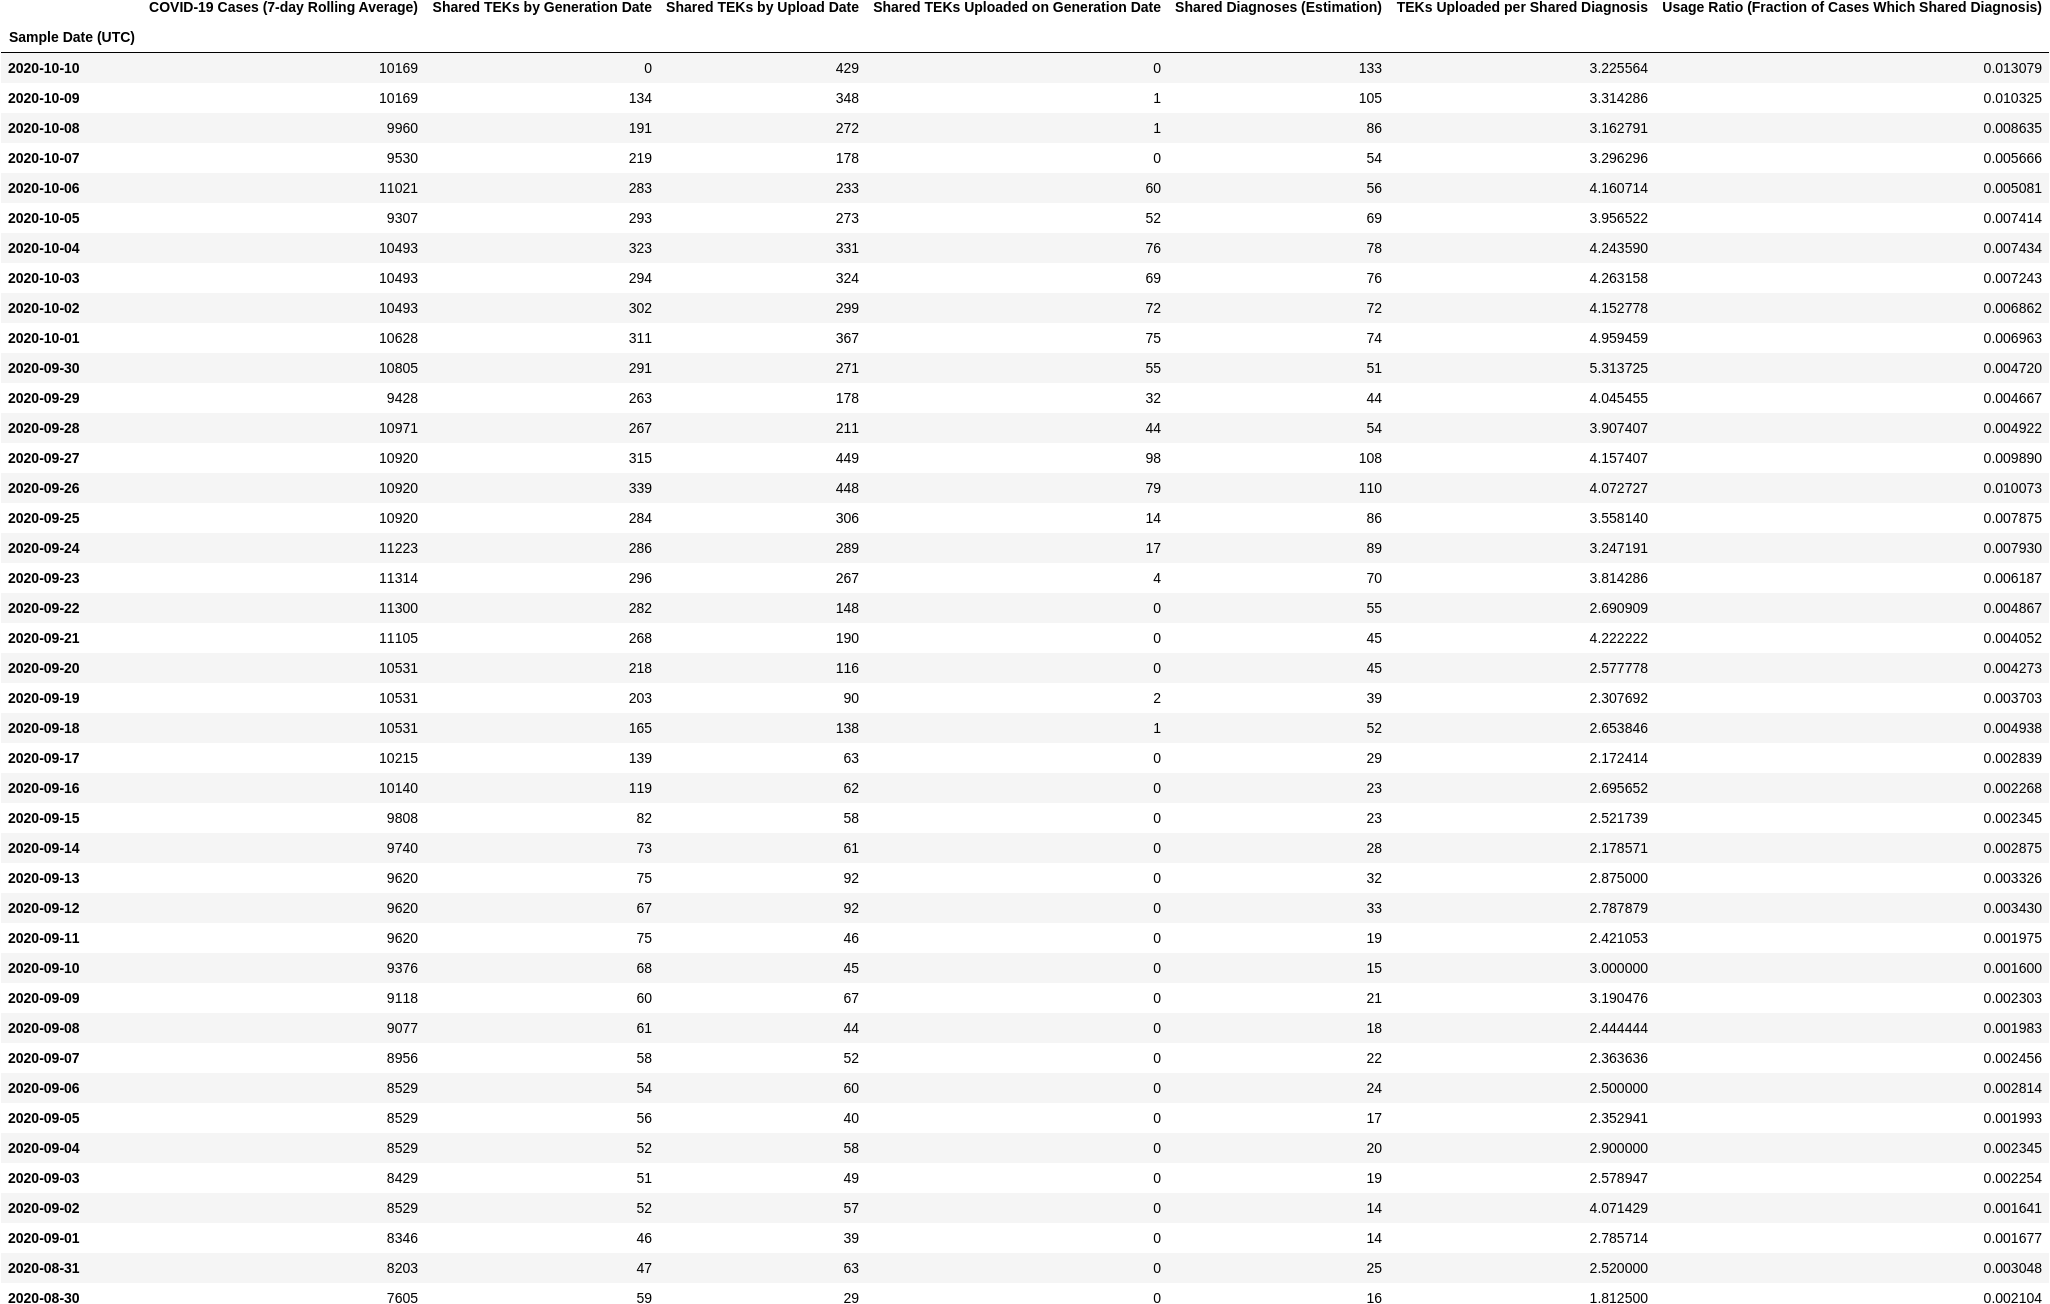 COVID-19 Cases (7-day Rolling Average) Shared TEKs by Generation Date Shared TEKs by Upload Date Shared TEKs Uploaded on Generation Date Shared Diagnoses (Estimation) TEKs Uploaded per Shared Diagnosis Usage Ratio (Fraction of Cases Which Shared Diagnosis)
Sample Date (UTC)
2020-10-10 10169 0 429 0 133 3.225564 0.013079
2020-10-09 10169 134 348 1 105 3.314286 0.010325
2020-10-08 9960 191 272 1 86 3.162791 0.008635
2020-10-07 9530 219 178 0 54 3.296296 0.005666
2020-10-06 11021 283 233 60 56 4.160714 0.005081
2020-10-05 9307 293 273 52 69 3.956522 0.007414
2020-10-04 10493 323 331 76 78 4.243590 0.007434
2020-10-03 10493 294 324 69 76 4.263158 0.007243
2020-10-02 10493 302 299 72 72 4.152778 0.006862
2020-10-01 10628 311 367 75 74 4.959459 0.006963
2020-09-30 10805 291 271 55 51 5.313725 0.004720
2020-09-29 9428 263 178 32 44 4.045455 0.004667
2020-09-28 10971 267 211 44 54 3.907407 0.004922
2020-09-27 10920 315 449 98 108 4.157407 0.009890
2020-09-26 10920 339 448 79 110 4.072727 0.010073
2020-09-25 10920 284 306 14 86 3.558140 0.007875
2020-09-24 11223 286 289 17 89 3.247191 0.007930
2020-09-23 11314 296 267 4 70 3.814286 0.006187
2020-09-22 11300 282 148 0 55 2.690909 0.004867
2020-09-21 11105 268 190 0 45 4.222222 0.004052
2020-09-20 10531 218 116 0 45 2.577778 0.004273
2020-09-19 10531 203 90 2 39 2.307692 0.003703
2020-09-18 10531 165 138 1 52 2.653846 0.004938
2020-09-17 10215 139 63 0 29 2.172414 0.002839
2020-09-16 10140 119 62 0 23 2.695652 0.002268
2020-09-15 9808 82 58 0 23 2.521739 0.002345
2020-09-14 9740 73 61 0 28 2.178571 0.002875
2020-09-13 9620 75 92 0 32 2.875000 0.003326
2020-09-12 9620 67 92 0 33 2.787879 0.003430
2020-09-11 9620 75 46 0 19 2.421053 0.001975
2020-09-10 9376 68 45 0 15 3.000000 0.001600
2020-09-09 9118 60 67 0 21 3.190476 0.002303
2020-09-08 9077 61 44 0 18 2.444444 0.001983
2020-09-07 8956 58 52 0 22 2.363636 0.002456
2020-09-06 8529 54 60 0 24 2.500000 0.002814
2020-09-05 8529 56 40 0 17 2.352941 0.001993
2020-09-04 8529 52 58 0 20 2.900000 0.002345
2020-09-03 8429 51 49 0 19 2.578947 0.002254
2020-09-02 8529 52 57 0 14 4.071429 0.001641
2020-09-01 8346 46 39 0 14 2.785714 0.001677
2020-08-31 8203 47 63 0 25 2.520000 0.003048
2020-08-30 7605 59 29 0 16 1.812500 0.002104